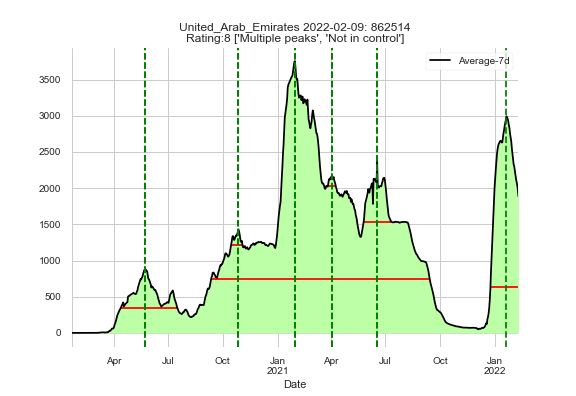 United_Arab_Emirates 2022-02-09: 862514
Rating:8 ['Multiple peaks', 'Not in control']
Average-7d
3500
3000
2500
2000
1500
1000
500
0
Apr Jul Oct Jan Apr Jul Oct Jan
2021 2022
Date